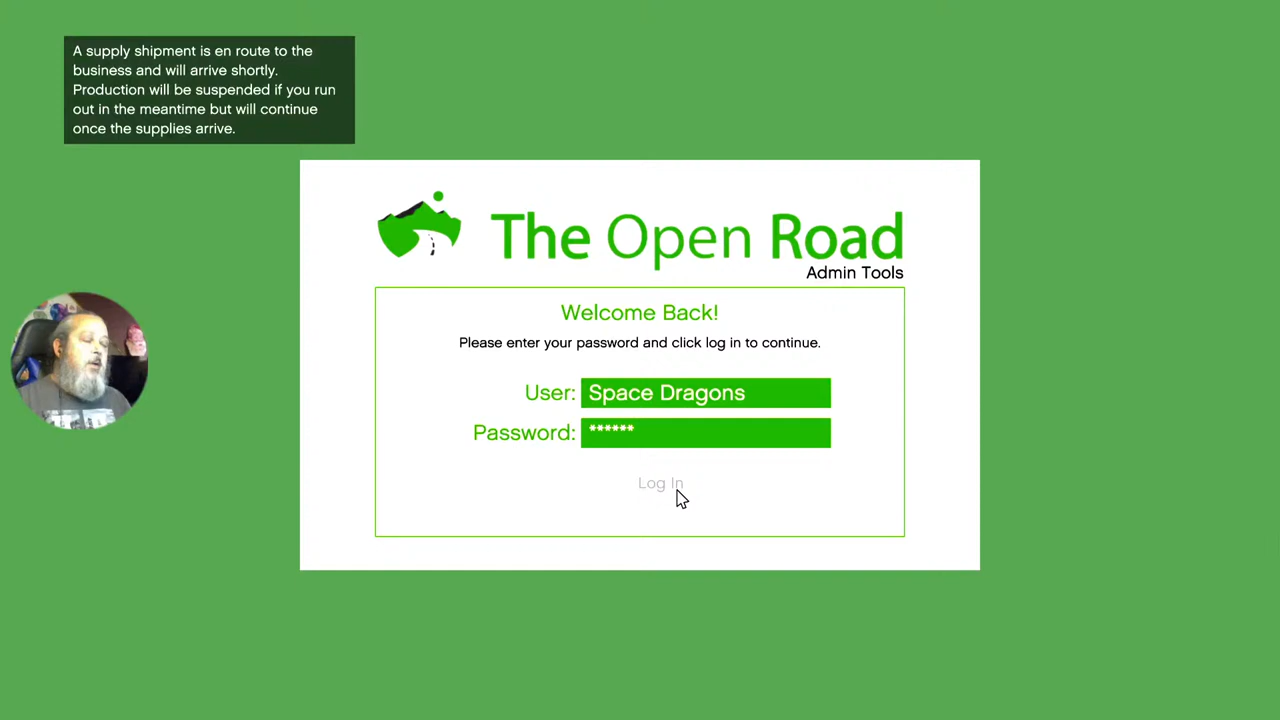 A supply shipment is en route to the
business and will arrive shortly.
Production will be suspended if you run
out in the meantime but will continue
once the supplies arrive.
The Open Road
Admin Tools
Welcome Back!
Please enter your password and click log in to continue.
User: Space Dragons
Password: ******
Log In